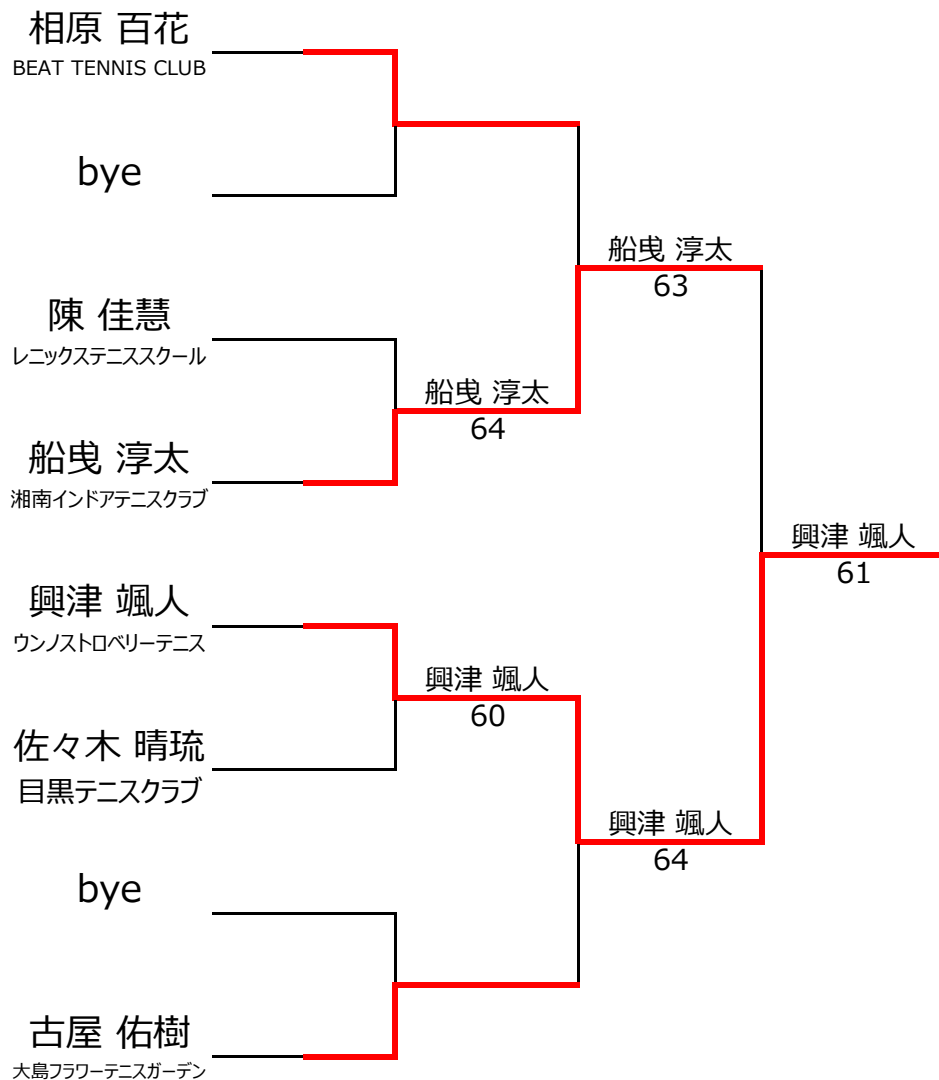 相原 百花
BEAT TENNIS CLUB
bye
陳 佳慧
レニックステニススクール
船曵 淳太
湘南インドアテニスクラブ
興津 颯人
ウンノストロベリーテニス
佐々木 晴琉
目黒テニスクラブ
bye
古屋 佑樹
大島フラワーテニスガーデン
船曵 淳太
64
興津 颯人
60
船曵 淳太
63
興津 颯人
64
興津 颯人
61